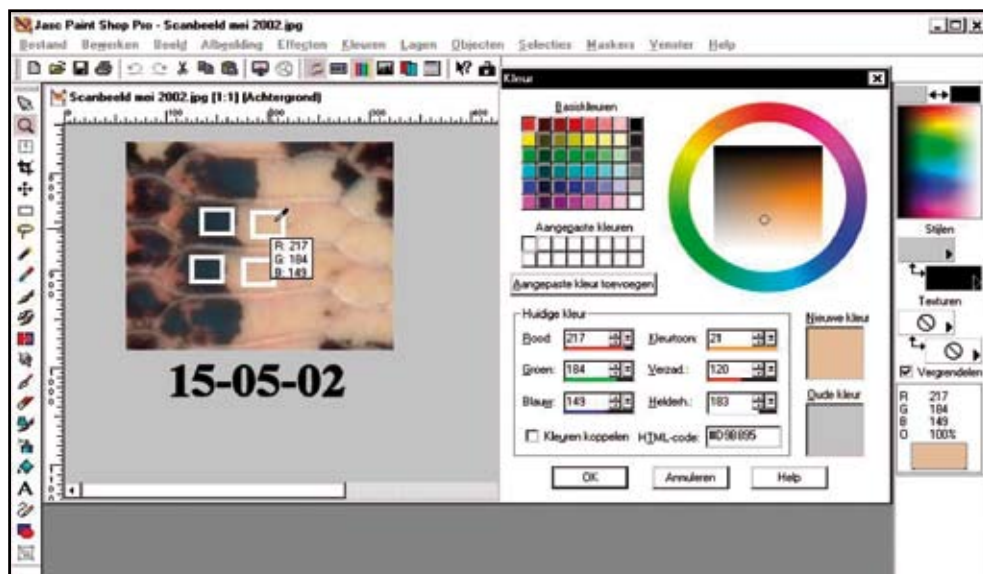 Jasc Paint Shop Pro - Scanbeeld mei 2002.jpg
Bestand Bewerken Beeld Afbeelding Effecten Kleuren Lagen Objecten Selecties Maskers Venster Help
Scanbeeld mei 2002.jpg [1:1] (Achtergrond)
R: 217
G: 184
B: 149
15-05-02
Kleur
Basiskleuren
Aangepaste kleuren
Aangepaste kleur toevoegen
Huidige kleur
Rood: 217 Kleurtoon: 21
Groen: 184 Verzad.: 120
Blauw: 149 Helderh.: 183
Kleuren koppelen HTML-code: #D9B895
Nieuwe kleur
Oude kleur
OK Annuleren Help
Stijlen
Texturen
Vergrendelen
R 217
G 184
B 149
O 100%